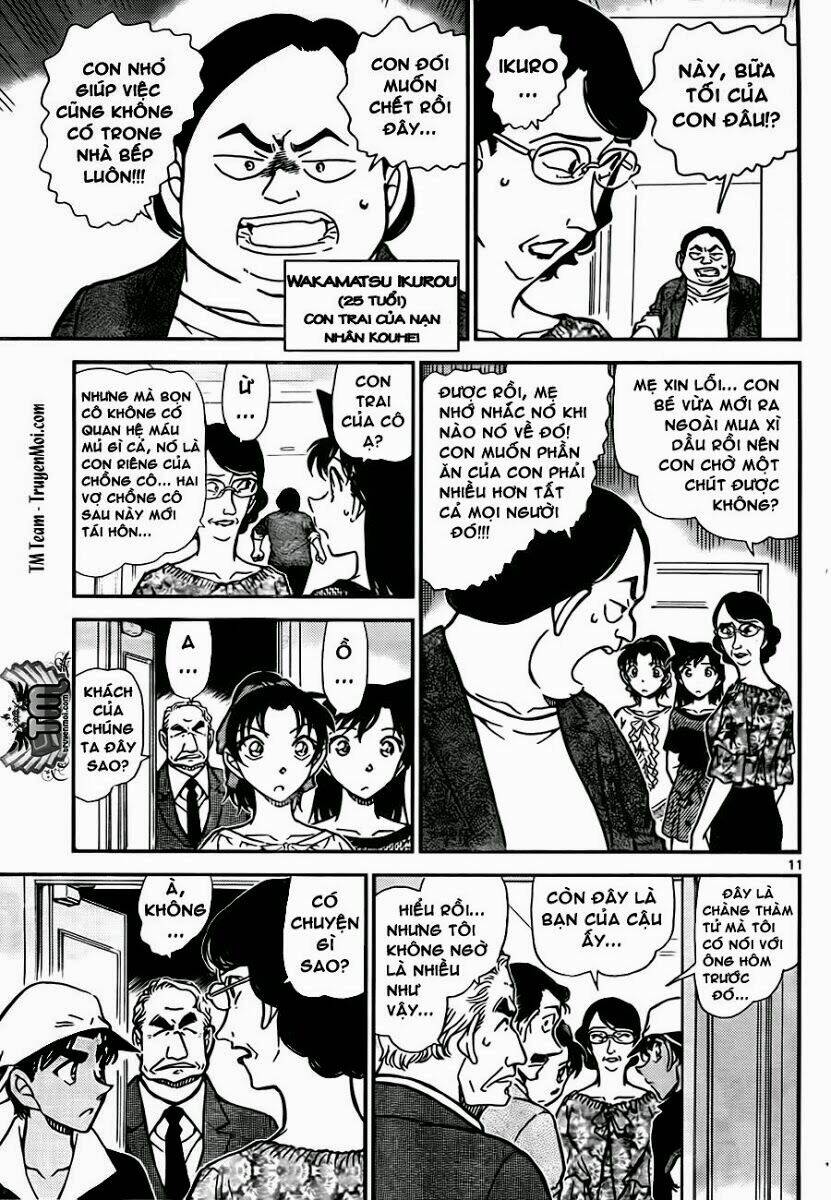 NÀY, BỮA
TỐI CỦA
CON ĐÂU!?
IKURO
...
CON ĐÓI
MUỐN
CHẾT RỒI
ĐÂY...
CON NHỎ
GIÚP VIỆC
CŨNG KHÔNG
CÓ TRONG
NHÀ BẾP
LUÔN!!!
WAKAMATSU IKUROU
(25 TUỔI)
CON TRAI CỦA NẠN
NHÂN KOUHEI
MẸ XIN LỖI... CON
BÉ VỪA MỚI RA
NGOÀI MUA XÌ
DẦU RỒI NÊN
CON CHỜ MỘT
CHÚT ĐƯỢC
KHÔNG?
ĐƯỢC RỒI, MẸ
NHỚ NHẮC NÓ KHI
NÀO NÓ VỀ ĐÓ!
CON MUỐN PHẦN
ĂN CỦA CON PHẢI
NHIỀU HƠN TẤT
CẢ MỌI NGƯỜI
ĐÓ!!!
CON
TRAI CỦA CÔ
Ạ?
Ừ
...
NHƯNG MÀ BỌN
CÔ KHÔNG CÓ
QUAN HỆ MÁU
MỦ GÌ CẢ, NÓ LÀ
CON RIÊNG CỦA
CHỒNG CÔ... HAI
VỢ CHỒNG CÔ
SAU NÀY MỚI
TÁI HÔN...
TM Team - TruyenMoi.com
TM
truyenmoi.com
Ồ
...
A
...
KHÁCH
CỦA
CHÚNG
TA ĐÂY
SAO?
11
ĐÂY LÀ
CHÀNG THÁM
TỬ MÀ TÔI
CÓ NÓI VỚI
ÔNG HÔM
TRƯỚC
ĐÓ...
CÒN ĐÂY LÀ
BẠN CỦA CẬU
ẤY...
HIỂU RỒI...
NHƯNG TÔI
KHÔNG NGỜ
LÀ NHIỀU
NHƯ
VẬY...
CÓ
CHUYỆN
GÌ
SAO?
À,
KHÔNG
...